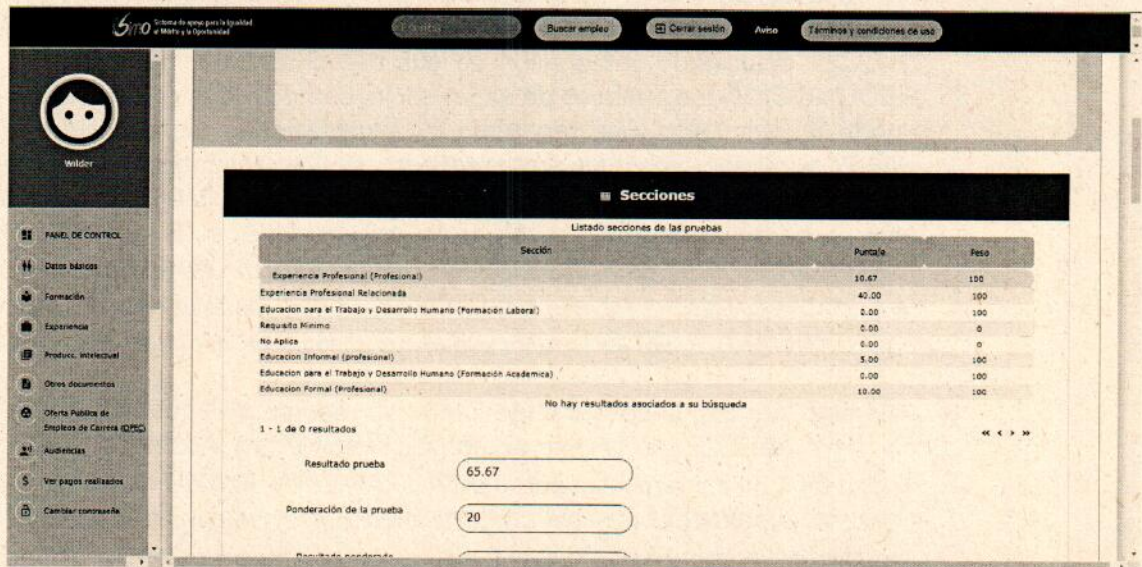 Simo Sistema de apoyo para la Igualdad
el Mérito y la Oportunidad
Buscar empleo
Cerrar sesión
Aviso
Términos y condiciones de uso
Wilder
PANEL DE CONTROL
Datos básicos
Formación
Experiencia
Producc. intelectual
Otros documentos
Oferta Pública de
Empleos de Carrera (OPEC)
Audiencias
Ver pagos realizados
Cambiar contraseña
Secciones
Listado secciones de las pruebas
Sección Puntaje Peso
Experiencia Profesional (Profesional) 10.67 100
Experiencia Profesional Relacionada 40.00 100
Educacion para el Trabajo y Desarrollo Humano (Formación Laboral) 0.00 100
Requisito Minimo 0.00 0
No Aplica 0.00 0
Educacion Informal (profesional) 5.00 100
Educacion para el Trabajo y Desarrollo Humano (Formación Academica) 0.00 100
Educacion Formal (Profesional) 10.00 100
No hay resultados asociados a su búsqueda
1 - 1 de 0 resultados « ‹ › »
Resultado prueba 65.67
Ponderación de la prueba 20
Resultado ponderado